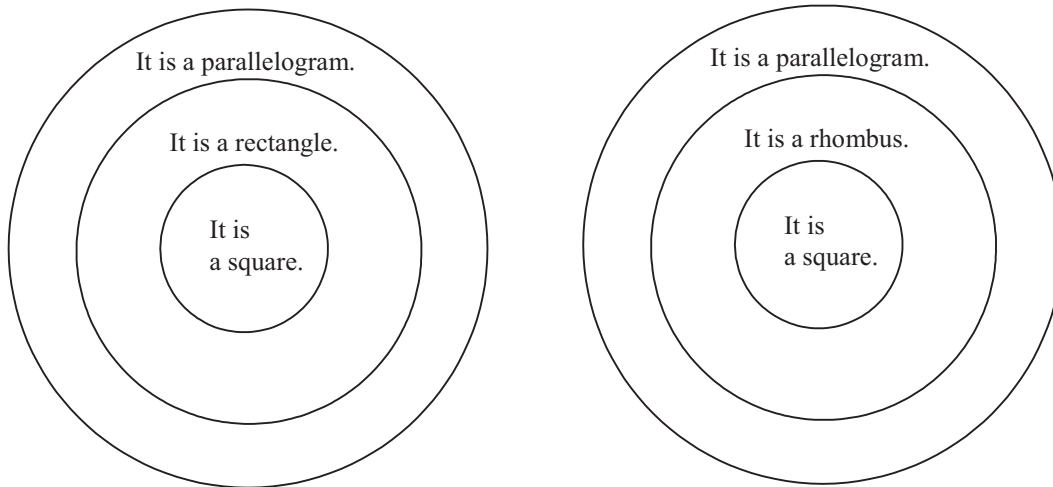 It is a parallelogram.
It is a rectangle.
It is
a square.
It is a parallelogram.
It is a rhombus.
It is
a square.